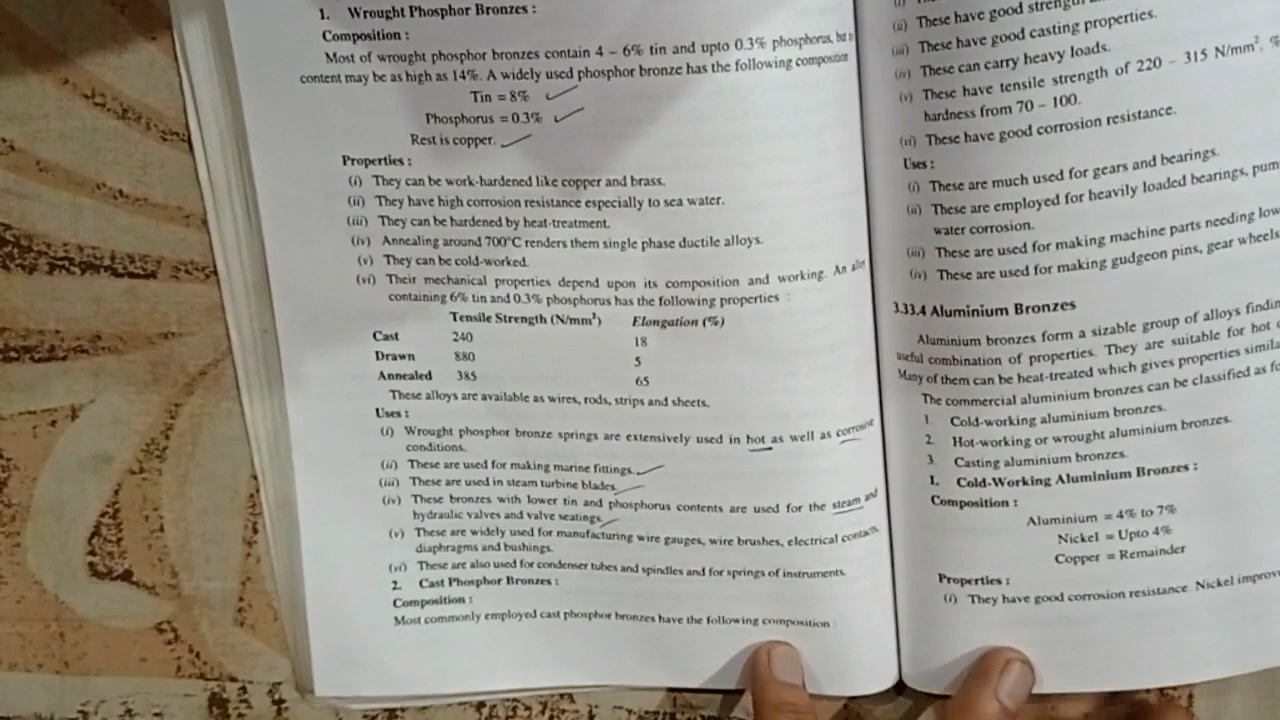 1. Wrought Phosphor Bronzes :
Composition :
Most of wrought phosphor bronzes contain 4 – 6% tin and upto 0.3% phosphorus, but
content may be as high as 14%. A widely used phosphor bronze has the following composition
Tin = 8%
Phosphorus = 0.3%
Rest is copper.
Properties :
(i) They can be work-hardened like copper and brass.
(ii) They have high corrosion resistance especially to sea water.
(iii) They can be hardened by heat-treatment.
(iv) Annealing around 700°C renders them single phase ductile alloys.
(v) They can be cold-worked.
(vi) Their mechanical properties depend upon its composition and working. An alloy
containing 6% tin and 0.3% phosphorus has the following properties :
Tensile Strength (N/mm²) Elongation (%)
Cast 240 18
Drawn 880 5
Annealed 385 65
These alloys are available as wires, rods, strips and sheets.
Uses :
(i) Wrought phosphor bronze springs are extensively used in hot as well as corrosive
conditions.
(ii) These are used for making marine fittings.
(iii) These are used in steam turbine blades.
(iv) These bronzes with lower tin and phosphorus contents are used for the steam and
hydraulic valves and valve seatings.
(v) These are widely used for manufacturing wire gauges, wire brushes, electrical contacts,
diaphragms and bushings.
(vi) These are also used for condenser tubes and spindles and for springs of instruments.
2. Cast Phosphor Bronzes :
Composition :
Most commonly employed cast phosphor bronzes have the following composition :
(ii) These have good
(iii) These have good casting properties.
(iv) These can carry heavy loads.
(v) These have tensile strength of 220 – 315 N/mm², %
hardness from 70 – 100.
(vi) These have good corrosion resistance.
Uses :
(i) These are much used for gears and bearings.
(ii) These are employed for heavily loaded bearings, pum
water corrosion.
(iii) These are used for making machine parts needing low
(iv) These are used for making gudgeon pins, gear wheels
3.33.4 Aluminium Bronzes
Aluminium bronzes form a sizable group of alloys findin
useful combination of properties. They are suitable for hot
Many of them can be heat-treated which gives properties simila
The commercial aluminium bronzes can be classified as fo
1. Cold-working aluminium bronzes.
2. Hot-working or wrought aluminium bronzes.
3. Casting aluminium bronzes.
1. Cold-Working Aluminium Bronzes :
Composition :
Aluminium = 4% to 7%
Nickel = Upto 4%
Copper = Remainder
Properties :
(i) They have good corrosion resistance. Nickel improv